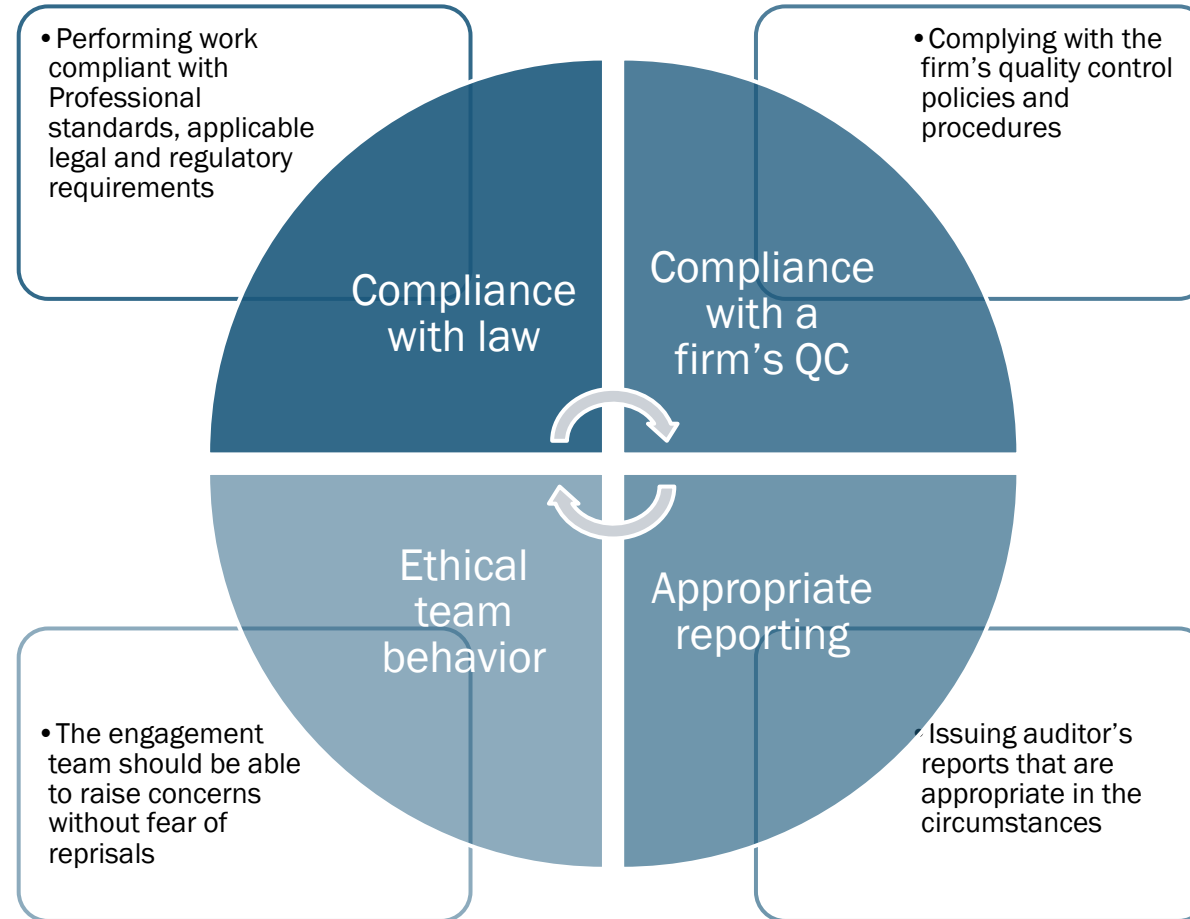 •Performing work
compliant with
Professional
standards, applicable
legal and regulatory
requirements
•Complying with the
firm’s quality control
policies and
procedures
Compliance
with law
Compliance
with a
firm’s QC
Ethical
team
behavior
Appropriate
reporting
•The engagement
team should be able
to raise concerns
without fear of
reprisals
•Issuing auditor’s
reports that are
appropriate in the
circumstances